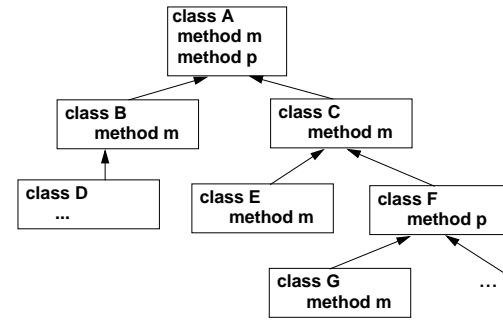 class A
method m
method p
class B
method m
class C
method m
class D
...
class E
method m
class F
method p
class G
method m
...